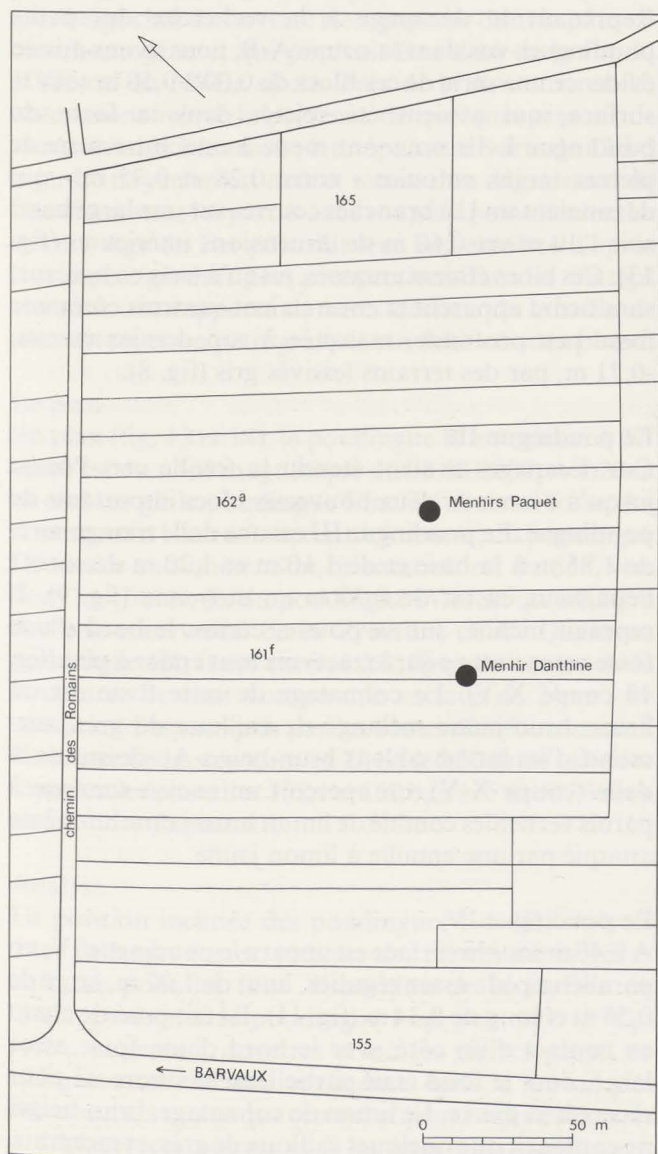 165
162a
Menhirs Paquet
161f
Menhir Danthine
chemin des Romains
155
← BARVAUX
0 50 m